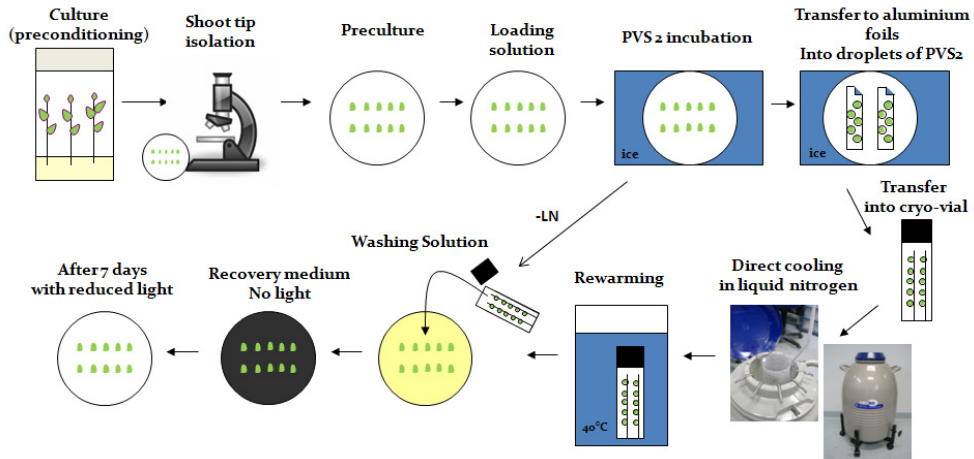 Culture
(preconditioning)
Shoot tip
isolation
Preculture
Loading
solution
PVS 2 incubation
ice
Transfer to aluminium
foils
Into droplets of PVS2
ice
Transfer
into cryo-vial
Direct cooling
in liquid nitrogen
Rewarming
40°C
-LN
Washing Solution
Recovery medium
No light
After 7 days
with reduced light